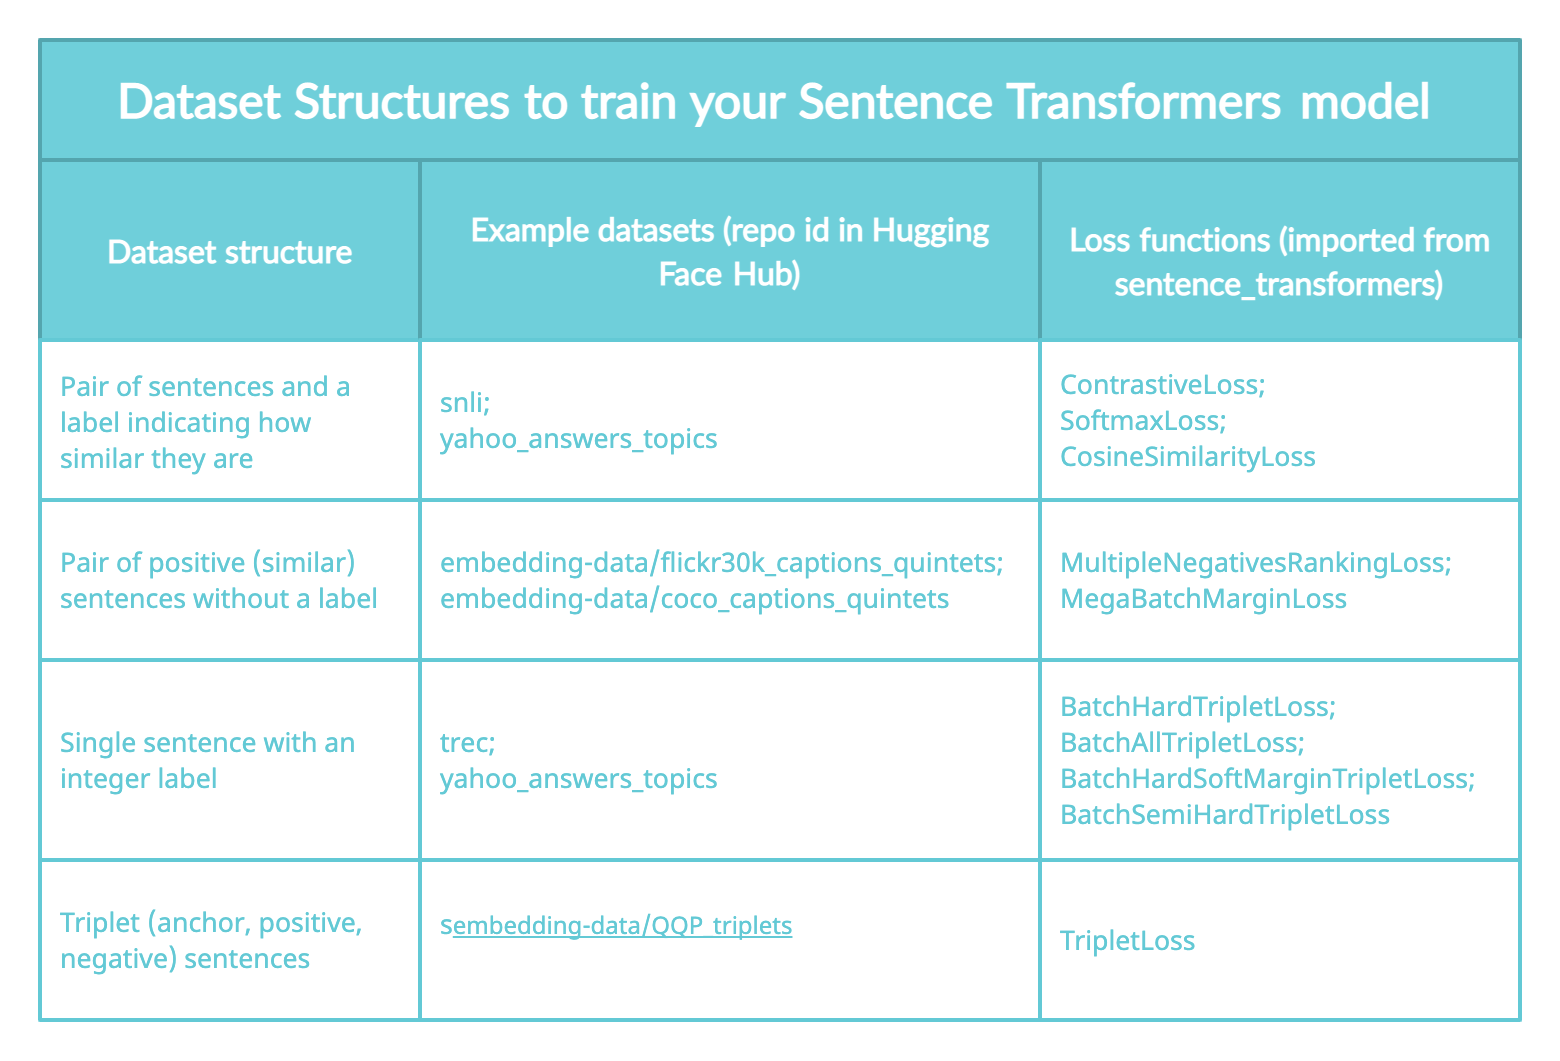 Dataset Structures to train your Sentence Transformers model
Dataset structure
Example datasets (repo id in Hugging
Face Hub)
Loss functions (imported from
sentence_transformers)
Pair of sentences and a
label indicating how
similar they are
snli;
yahoo_answers_topics
ContrastiveLoss;
SoftmaxLoss;
CosineSimilarityLoss
Pair of positive (similar)
sentences without a label
embedding-data/flickr30k_captions_quintets;
embedding-data/coco_captions_quintets
MultipleNegativesRankingLoss;
MegaBatchMarginLoss
Single sentence with an
integer label
trec;
yahoo_answers_topics
BatchHardTripletLoss;
BatchAllTripletLoss;
BatchHardSoftMarginTripletLoss;
BatchSemiHardTripletLoss
Triplet (anchor, positive,
negative) sentences
sembedding-data/QQP_triplets
TripletLoss